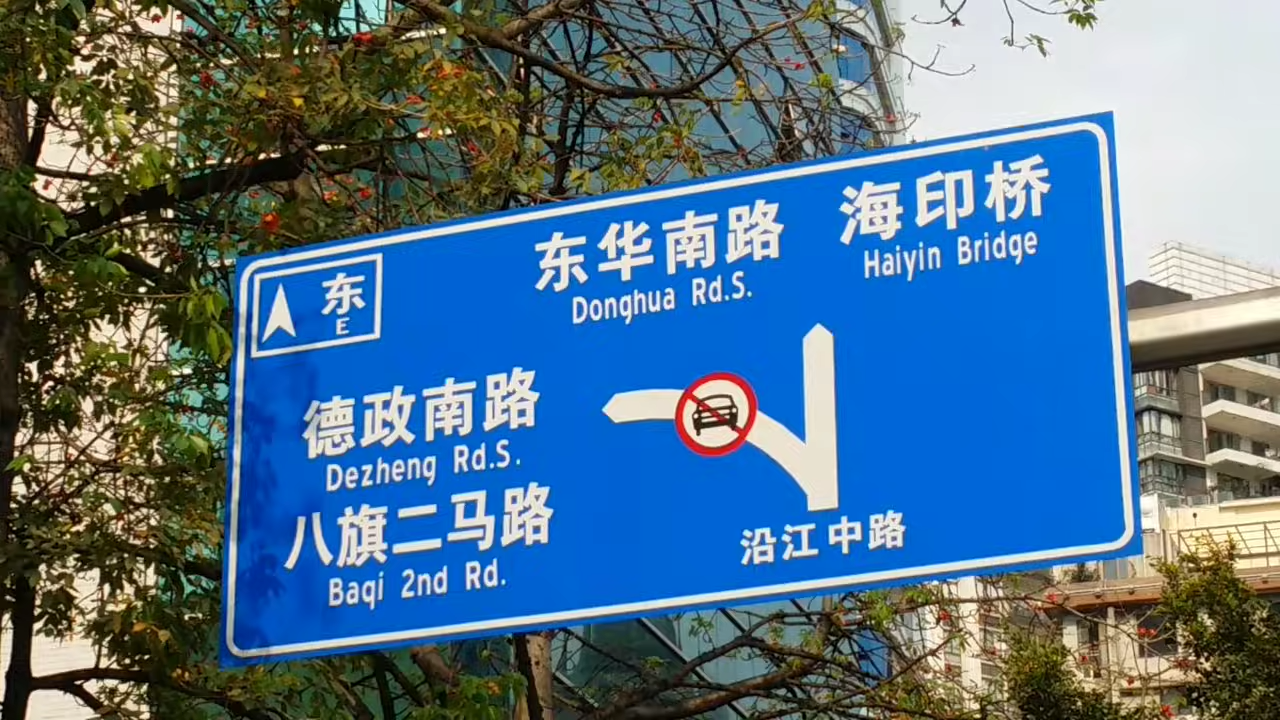 东华南路 海印桥
Donghua Rd.S. Haiyin Bridge
东
E
德政南路
Dezheng Rd.S.
八旗二马路
Baqi 2nd Rd.
沿江中路